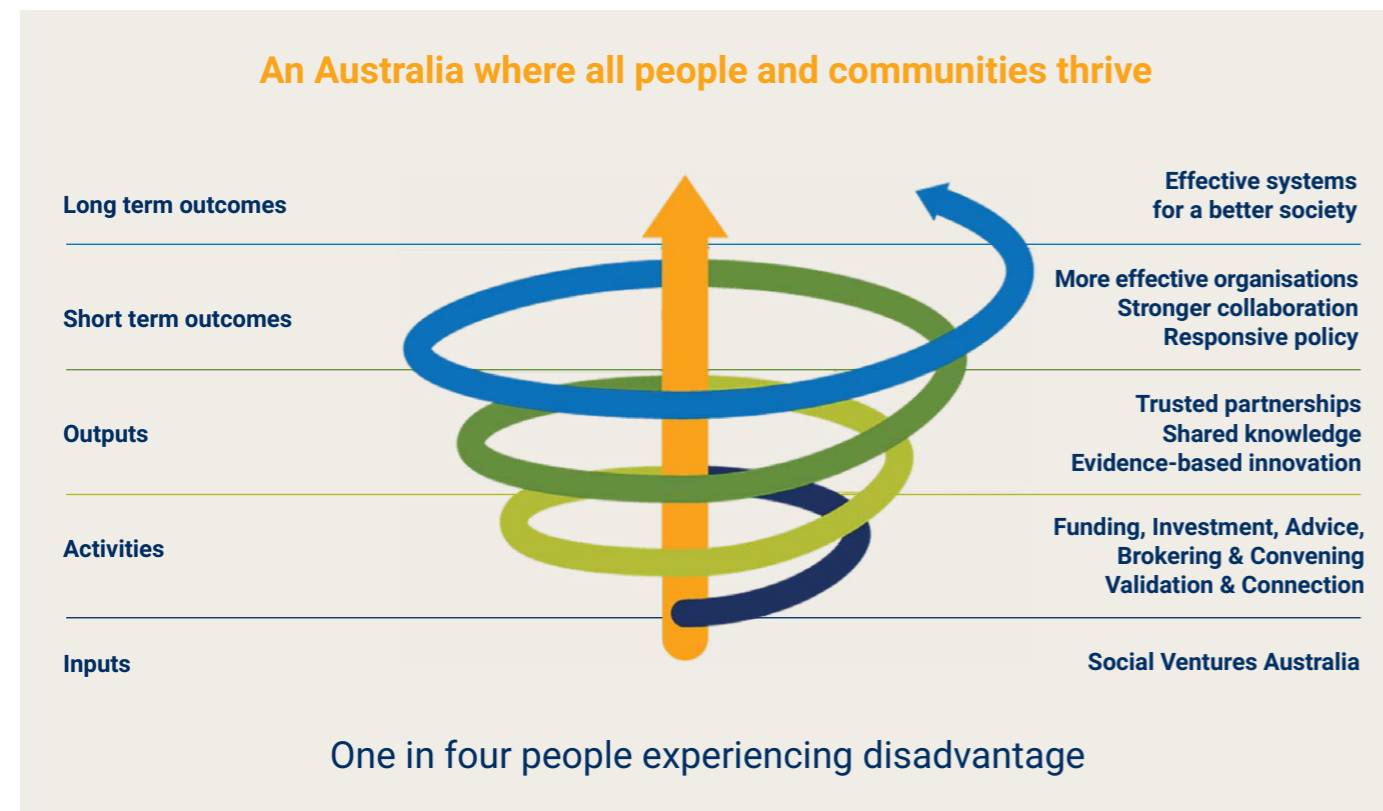 An Australia where all people and communities thrive
Long term outcomes
Effective systems
for a better society
Short term outcomes
More effective organisations
Stronger collaboration
Responsive policy
Outputs
Trusted partnerships
Shared knowledge
Evidence-based innovation
Activities
Funding, Investment, Advice,
Brokering & Convening
Validation & Connection
Inputs
Social Ventures Australia
One in four people experiencing disadvantage